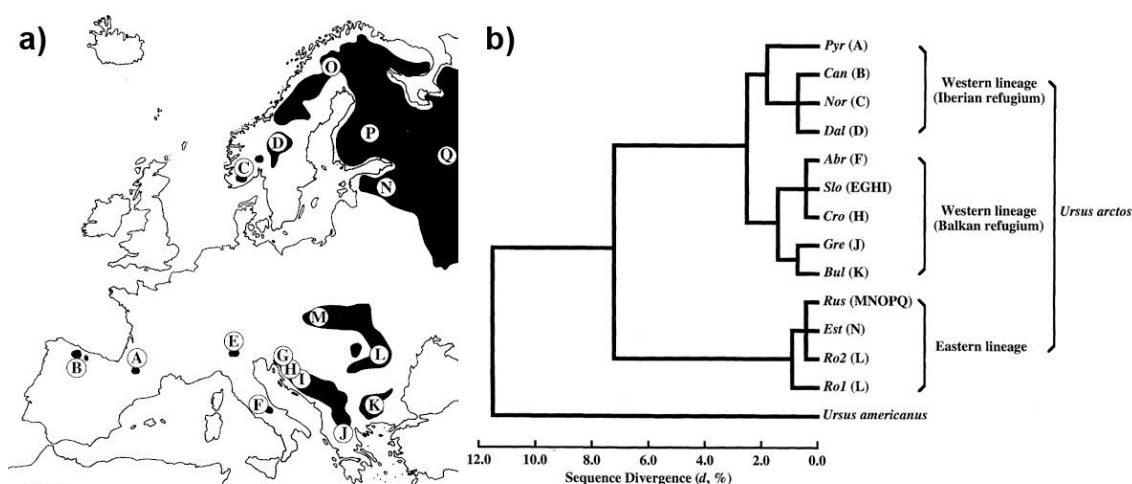 a)
O
D
P
Q
C
N
M
E
G
H
L
B
A
I
F
K
J
b)
Pyr (A)
Can (B)
Nor (C)
Dal (D)
Western lineage
(Iberian refugium)
Abr (F)
Slo (EGHI)
Cro (H)
Gre (J)
Bul (K)
Western lineage
(Balkan refugium)
Ursus arctos
Rus (MNOPQ)
Est (N)
Ro2 (L)
Ro1 (L)
Eastern lineage
Ursus americanus
12.0 10.0 8.0 6.0 4.0 2.0 0.0
Sequence Divergence (d, %)